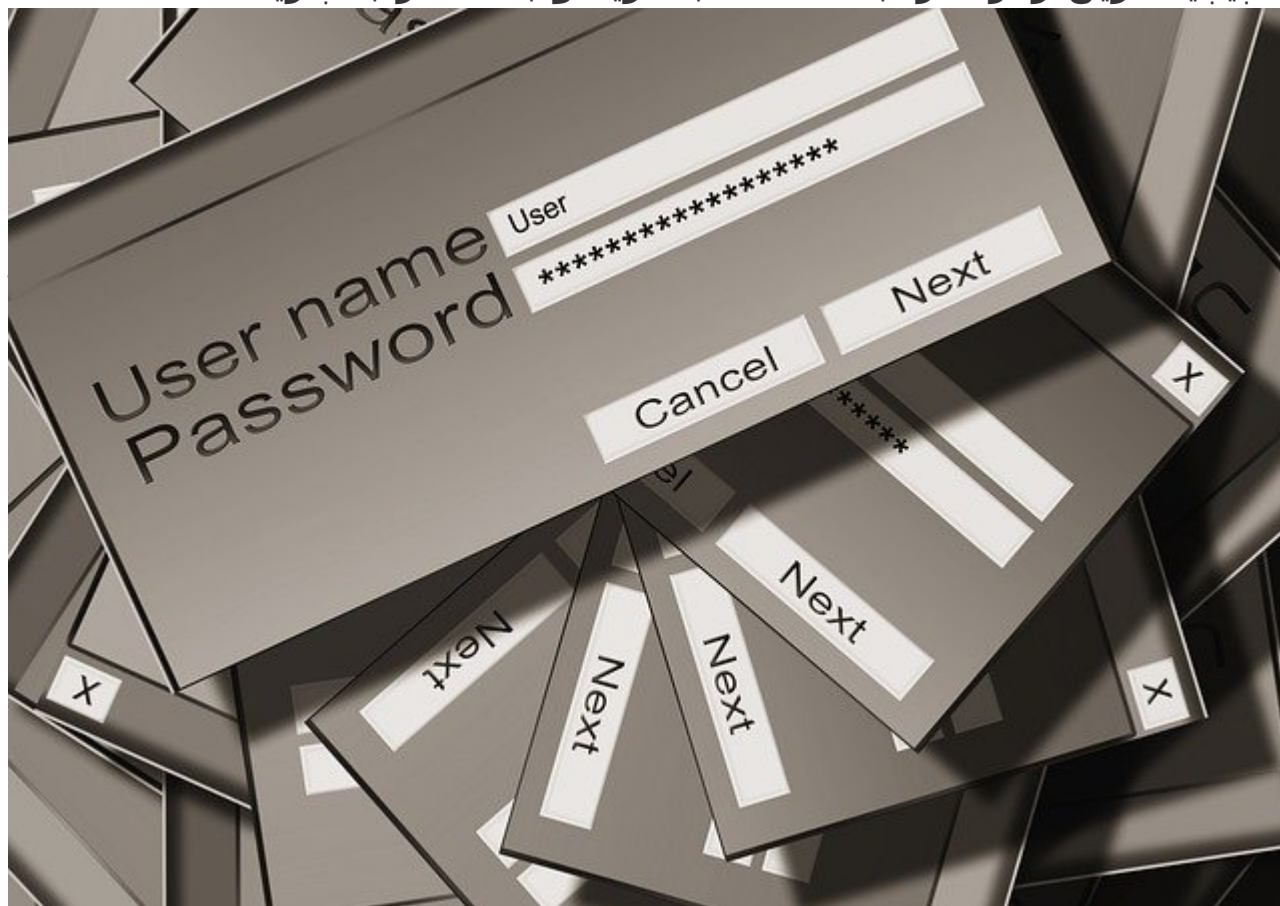 User name
User
Password
*****************
Cancel
Next
******
Next
Next
Next
Next
X
X
X